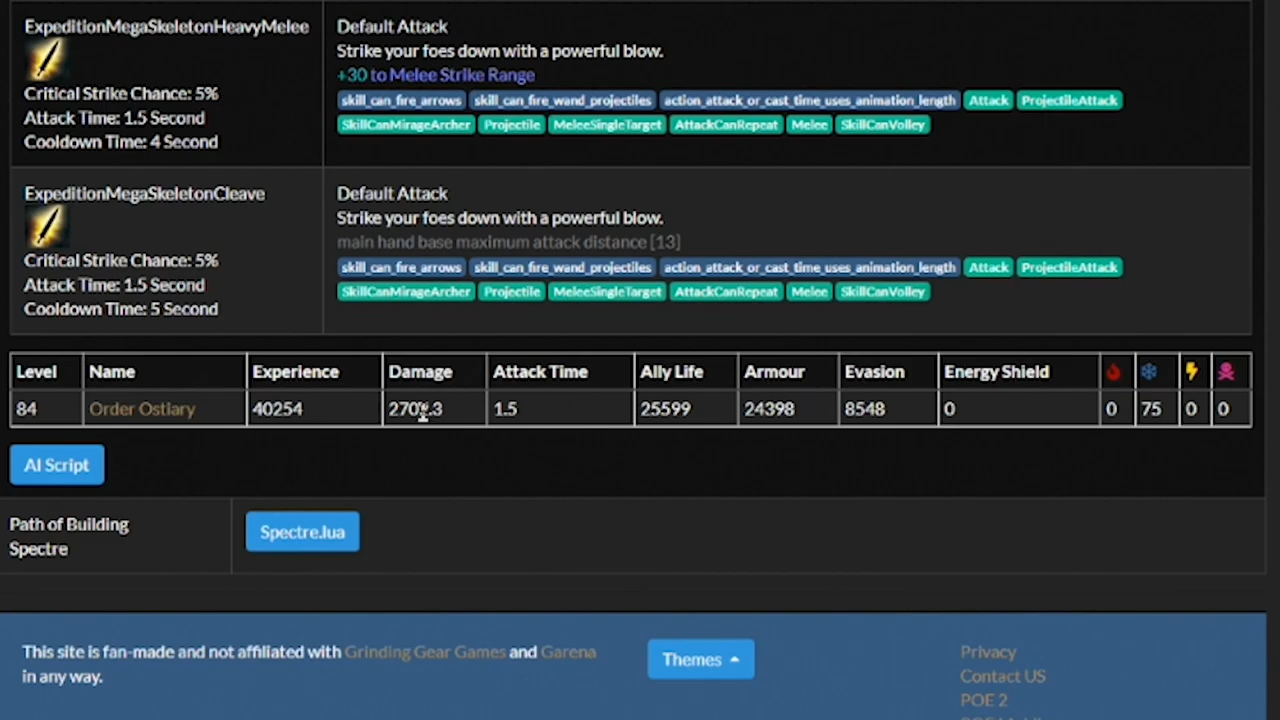 ExpeditionMegaSkeletonHeavyMelee
Critical Strike Chance: 5%
Attack Time: 1.5 Second
Cooldown Time: 4 Second
Default Attack
Strike your foes down with a powerful blow.
+30 to Melee Strike Range
skill_can_fire_arrows skill_can_fire_wand_projectiles action_attack_or_cast_time_uses_animation_length Attack ProjectileAttack
SkillCanMirageArcher Projectile MeleeSingleTarget AttackCanRepeat Melee SkillCanVolley
ExpeditionMegaSkeletonCleave
Critical Strike Chance: 5%
Attack Time: 1.5 Second
Cooldown Time: 5 Second
Default Attack
Strike your foes down with a powerful blow.
main hand base maximum attack distance [13]
skill_can_fire_arrows skill_can_fire_wand_projectiles action_attack_or_cast_time_uses_animation_length Attack ProjectileAttack
SkillCanMirageArcher Projectile MeleeSingleTarget AttackCanRepeat Melee SkillCanVolley
Level Name Experience Damage Attack Time Ally Life Armour Evasion Energy Shield
84 Order Ostiary 40254 1.5 25599 24398 8548 0 0 75 0 0
AI Script
Path of Building
Spectre
Spectre.lua
This site is fan-made and not affiliated with Grinding Gear Games and Garena
in any way.
Themes
Privacy
Contact US
POE 2